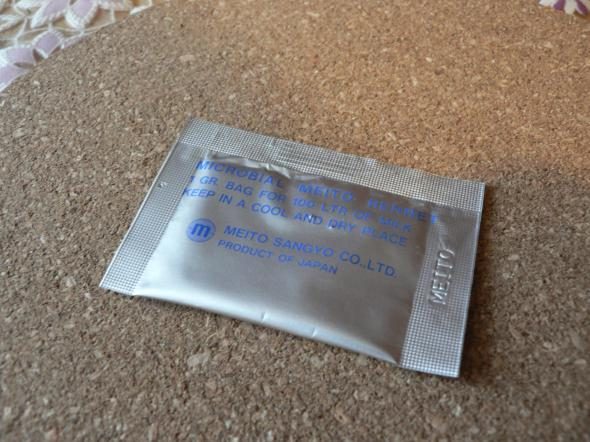 MICROBIAL MEITO RENNET
1 GR. BAG FOR 100 LTR OF MILK
KEEP IN A COOL AND DRY PLACE
m MEITO SANGYO CO.,LTD.
PRODUCT OF JAPAN
MEITO